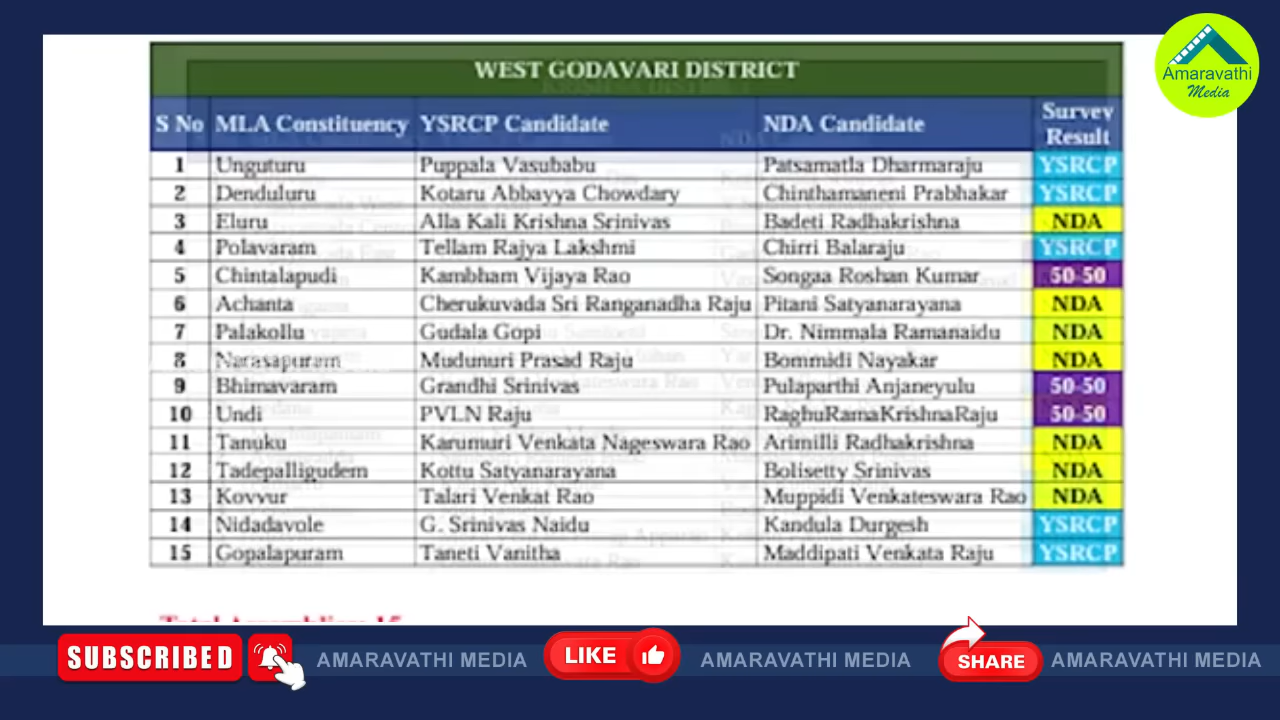 Amaravathi
Media
WEST GODAVARI DISTRICT
S No MLA Constituency YSRCP Candidate NDA Candidate Survey Result
1 Unguturu Puppala Vasubabu Patsamatla Dharmaraju YSRCP
2 Denduluru Kotaru Abbayya Chowdary Chinthamaneni Prabhakar YSRCP
3 Eluru Alla Kali Krishna Srinivas Badeti Radhakrishna NDA
4 Polavaram Tellam Rajya Lakshmi Chirri Balaraju YSRCP
5 Chintalapudi Kambham Vijaya Rao Songaa Roshan Kumar 50-50
6 Achanta Cherukuvada Sri Ranganadha Raju Pitani Satyanarayana NDA
7 Palakollu Gudala Gopi Dr. Nimmala Ramanaidu NDA
8 Narasapuram Mudunuri Prasad Raju Bommidi Nayakar NDA
9 Bhimavaram Grandhi Srinivas Pulaparthi Anjaneyulu 50-50
10 Undi PVLN Raju RaghuRamaKrishnaRaju 50-50
11 Tanuku Karumuri Venkata Nageswara Rao Arimilli Radhakrishna NDA
12 Tadepalligudem Kottu Satyanarayana Bolisetty Srinivas NDA
13 Kovvur Talari Venkat Rao Muppidi Venkateswara Rao NDA
14 Nidadavole G. Srinivas Naidu Kandula Durgesh YSRCP
15 Gopalapuram Taneti Vanitha Maddipati Venkata Raju YSRCP
SUBSCRIBED AMARAVATHI MEDIA LIKE AMARAVATHI MEDIA SHARE AMARAVATHI MEDIA